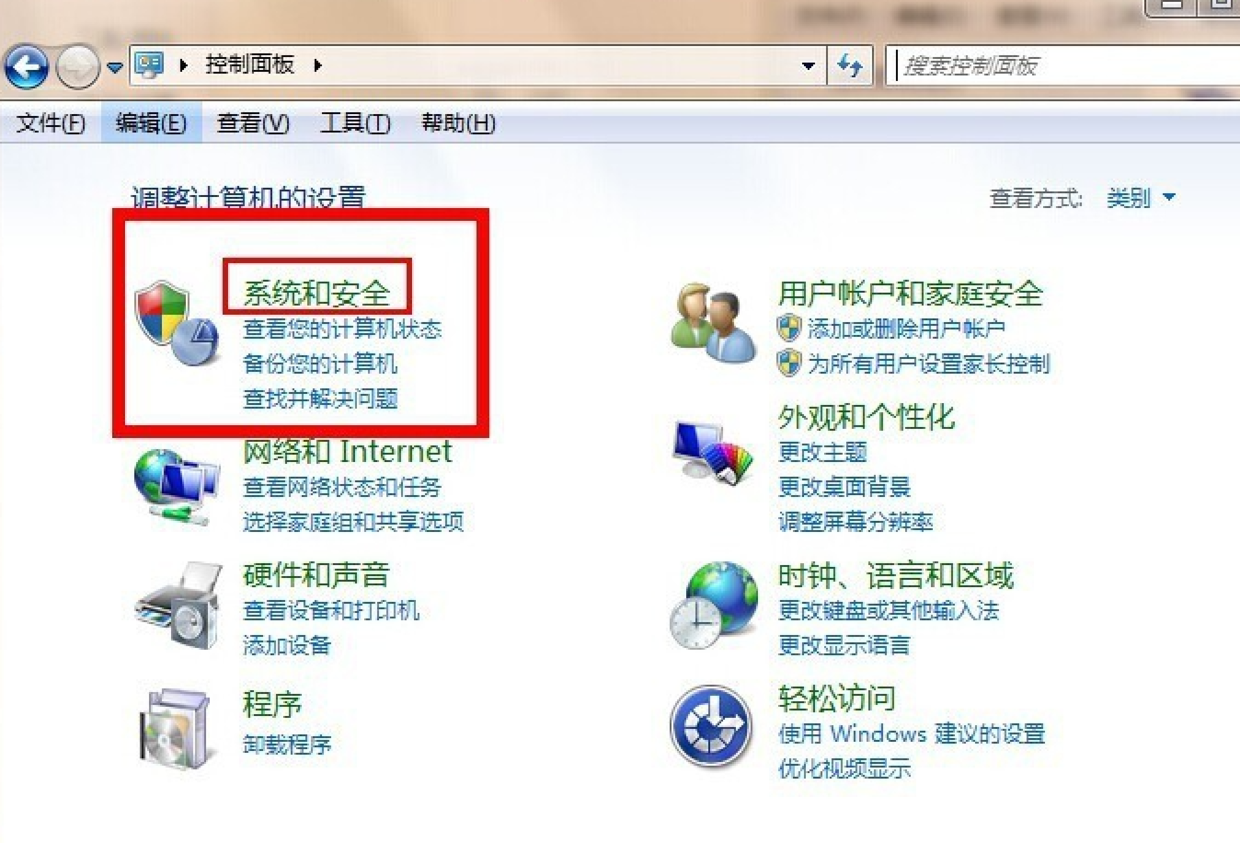 控制面板
搜索控制面板
文件(F) 编辑(E) 查看(V) 工具(T) 帮助(H)
调整计算机的设置
查看方式: 类别
系统和安全
查看您的计算机状态
备份您的计算机
查找并解决问题
网络和 Internet
查看网络状态和任务
选择家庭组和共享选项
硬件和声音
查看设备和打印机
添加设备
程序
卸载程序
用户帐户和家庭安全
添加或删除用户帐户
为所有用户设置家长控制
外观和个性化
更改主题
更改桌面背景
调整屏幕分辨率
时钟、语言和区域
更改键盘或其他输入法
更改显示语言
轻松访问
使用 Windows 建议的设置
优化视频显示